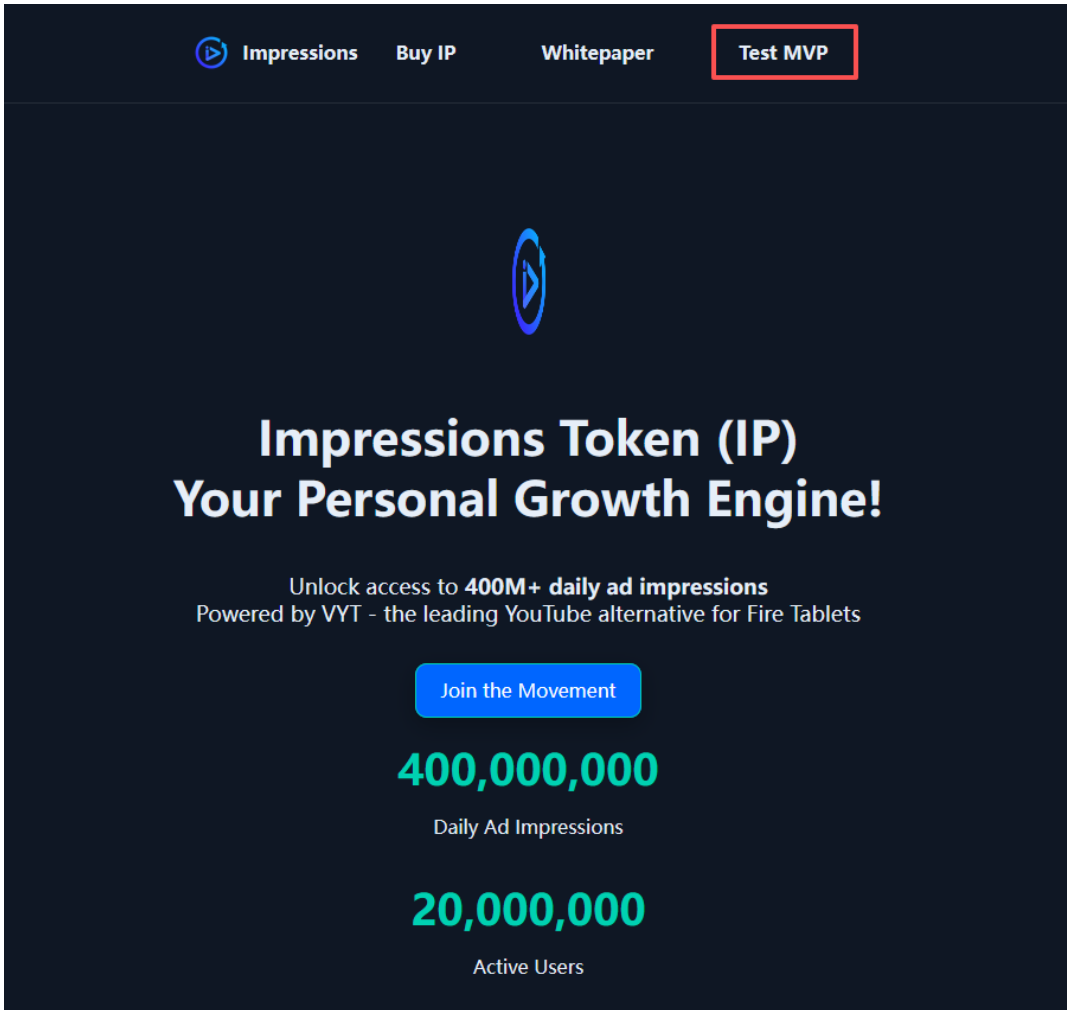 Impressions Buy IP Whitepaper Test MVP
Impressions Token (IP)
Your Personal Growth Engine!
Unlock access to 400M+ daily ad impressions
Powered by VYT - the leading YouTube alternative for Fire Tablets
Join the Movement
400,000,000
Daily Ad Impressions
20,000,000
Active Users